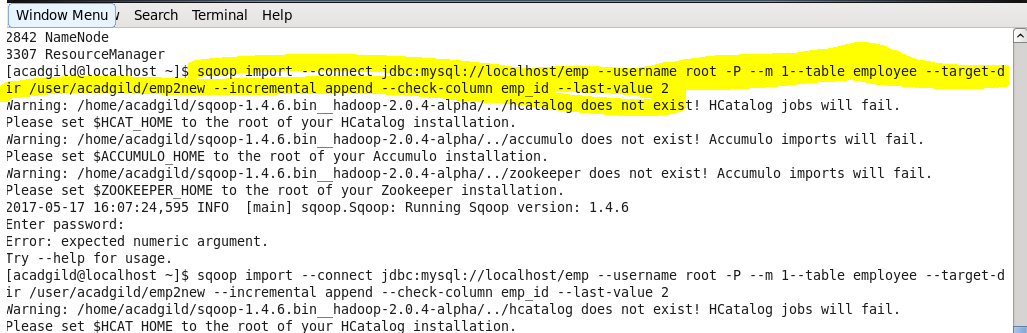 Window Menu Search Terminal Help
2842 NameNode
3307 ResourceManager
[acadgild@localhost ~]$ sqoop import --connect jdbc:mysql://localhost/emp --username root -P --m 1--table employee --target-d
ir /user/acadgild/emp2new --incremental append --check-column emp_id --last-value 2
Warning: /home/acadgild/sqoop-1.4.6.bin__hadoop-2.0.4-alpha/../hcatalog does not exist! HCatalog jobs will fail.
Please set $HCAT_HOME to the root of your HCatalog installation.
Warning: /home/acadgild/sqoop-1.4.6.bin__hadoop-2.0.4-alpha/../accumulo does not exist! Accumulo imports will fail.
Please set $ACCUMULO_HOME to the root of your Accumulo installation.
Warning: /home/acadgild/sqoop-1.4.6.bin__hadoop-2.0.4-alpha/../zookeeper does not exist! Accumulo imports will fail.
Please set $ZOOKEEPER_HOME to the root of your Zookeeper installation.
2017-05-17 16:07:24,595 INFO  [main] sqoop.Sqoop: Running Sqoop version: 1.4.6
Enter password:
Error: expected numeric argument.
Try --help for usage.
[acadgild@localhost ~]$ sqoop import --connect jdbc:mysql://localhost/emp --username root -P --m 1--table employee --target-d
ir /user/acadgild/emp2new --incremental append --check-column emp_id --last-value 2
Warning: /home/acadgild/sqoop-1.4.6.bin__hadoop-2.0.4-alpha/../hcatalog does not exist! HCatalog jobs will fail.
Please set $HCAT_HOME to the root of your HCatalog installation.